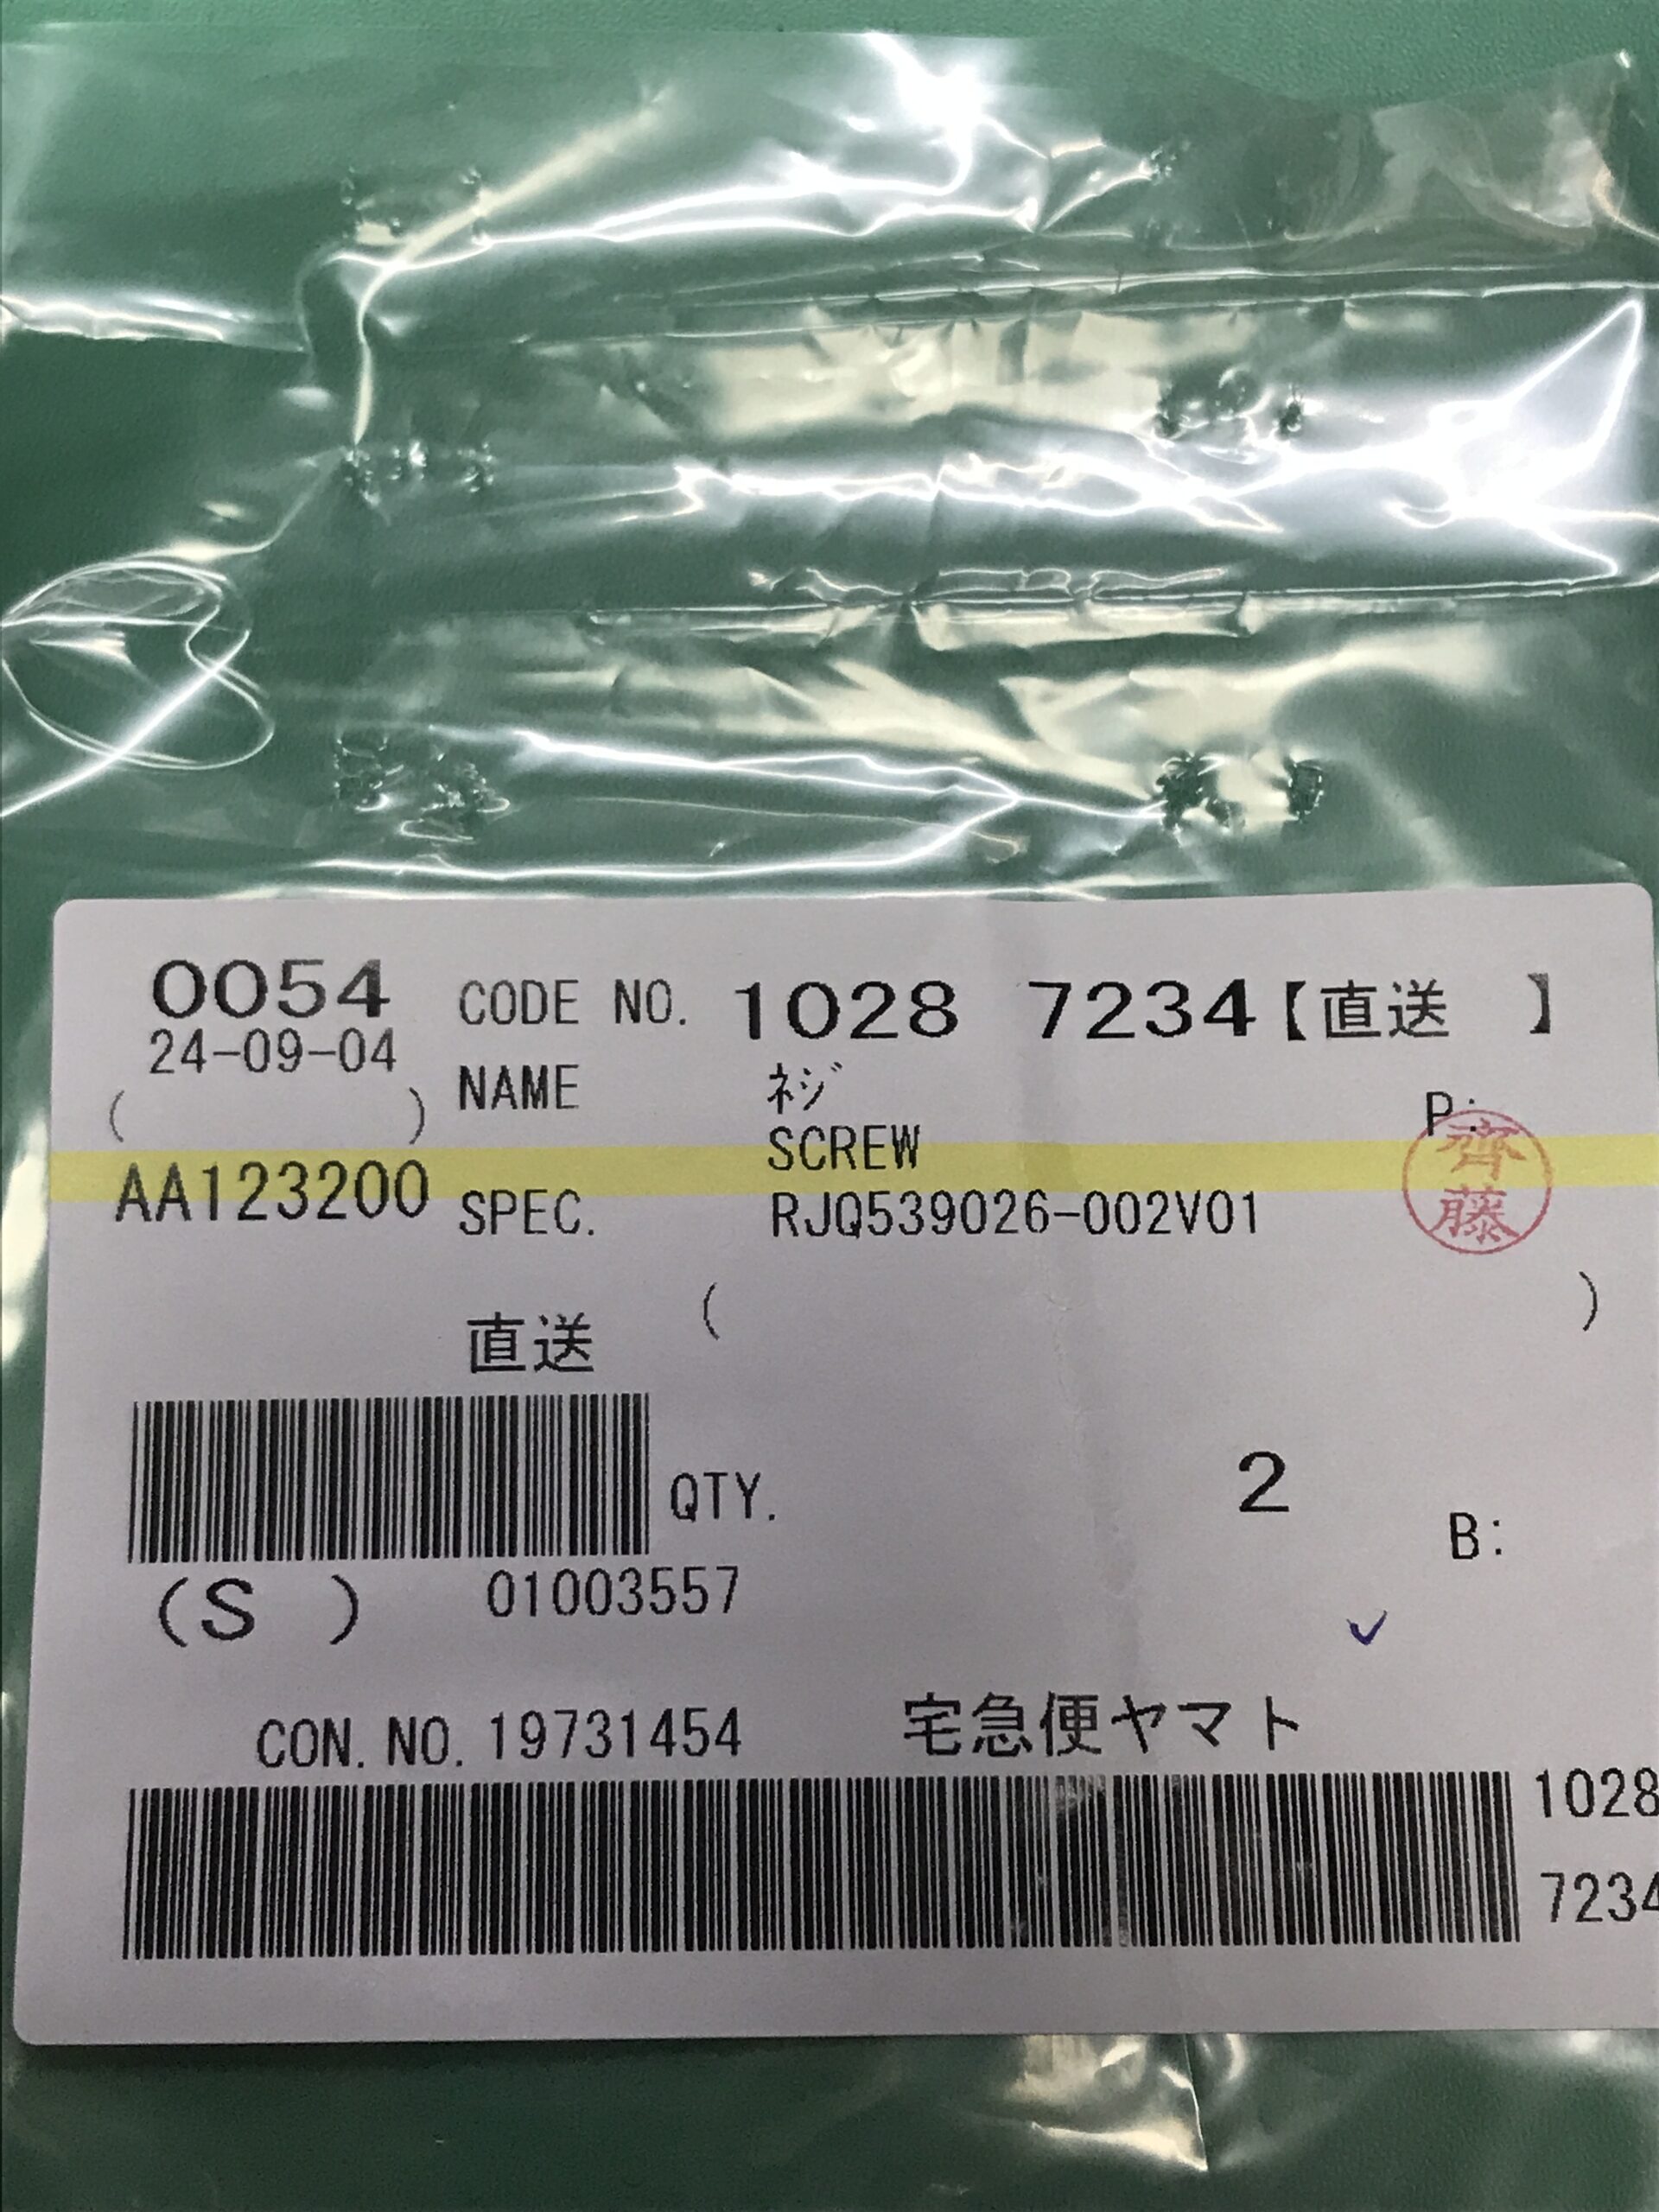 0054 CODE NO. 1028 7234【直送 】
24-09-04
( ) NAME ネジ P:
SCREW
AA123200 SPEC. RJQ539026-002V01
齊藤
直送 ( )
QTY. 2
B:
(S ) 01003557
CON. NO. 19731454 宅急便ヤマト
1028
7234